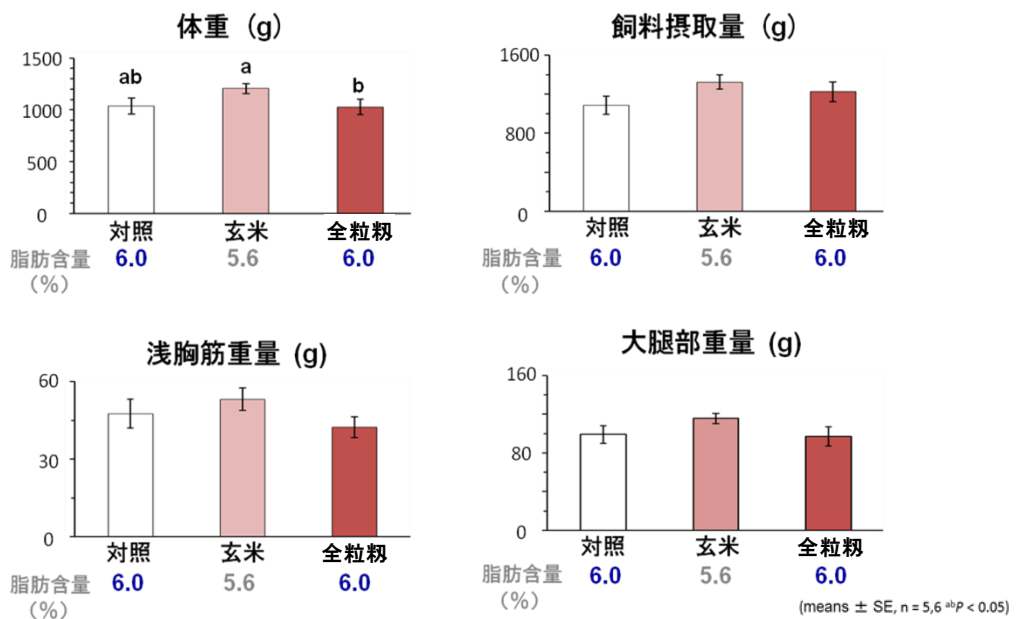 体重 (g)
1500
1000
500
0
ab
a
b
対照 玄米 全粒籾
脂肪含量 6.0 5.6 6.0
(%)
飼料摂取量 (g)
1600
800
0
対照 玄米 全粒籾
脂肪含量 6.0 5.6 6.0
(%)
浅胸筋重量 (g)
60
30
0
対照 玄米 全粒籾
脂肪含量 6.0 5.6 6.0
(%)
大腿部重量 (g)
160
80
0
対照 玄米 全粒籾
脂肪含量 6.0 5.6 6.0
(%)
(means ± SE, n = 5,6 ᵃᵇP < 0.05)